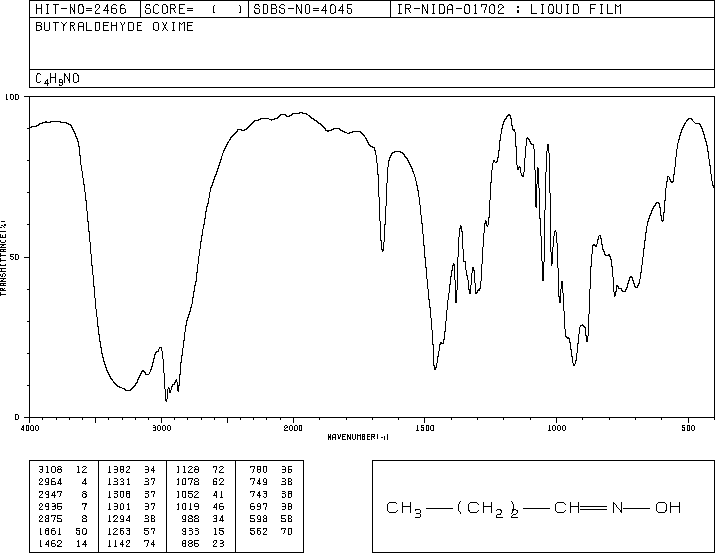 HIT-NO=2466 SCORE= ( ) SDBS-NO=4045 IR-NIDA-01702 : LIQUID FILM
BUTYRALDEHYDE OXIME
C4H9NO
100
50
0
TRANSMITTANCE(%)
4000 3000 2000 1500 1000 500
WAVENUMBER(-1)
3108 12 1382 34 1128 72 780 36
2964 4 1331 37 1078 62 749 38
2947 8 1308 37 1052 41 743 38
2936 7 1301 37 1019 46 697 38
2875 8 1294 38 988 34 598 58
1661 50 1263 57 933 15 562 70
1462 14 1142 74 886 23
CH3—(CH2)2—CH=N—OH